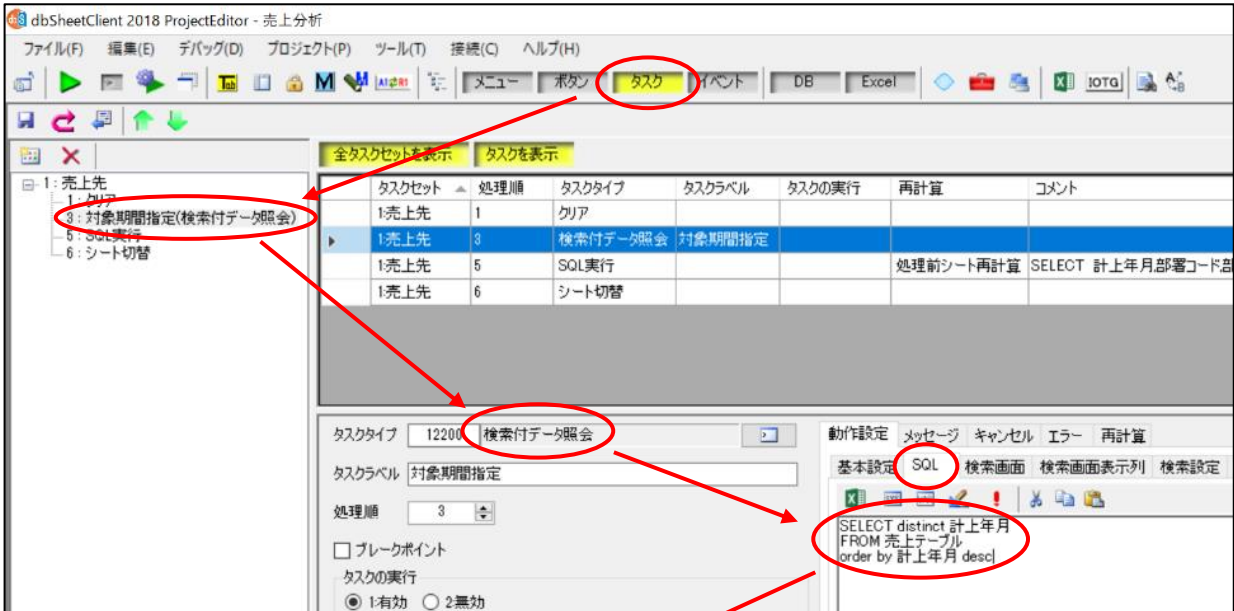 dbSheetClient 2018 ProjectEditor - 売上分析
ファイル(F) 編集(E) デバッグ(D) プロジェクト(P) ツール(T) 接続(C) ヘルプ(H)
Tab M M メニュー ボタン タスク イベント DB Excel IOTG
全タスクセットを表示 タスクを表示
1 : 売上先
1 : クリア
3 : 対象期間指定(検索付データ照会)
5 : SQL実行
6 : シート切替
タスクセット 処理順 タスクタイプ タスクラベル タスクの実行 再計算 コメント
1:売上先 1 クリア
1:売上先 3 検索付データ照会 対象期間指定
1:売上先 5 SQL実行 処理前シート再計算 SELECT 計上年月,部署コード,部
1:売上先 6 シート切替
タスクタイプ 12200 検索付データ照会
タスクラベル 対象期間指定
処理順 3
ブレークポイント
タスクの実行
1:有効 2:無効
動作設定 メッセージ キャンセル エラー 再計算
基本設定 SQL 検索画面 検索画面表示列 検索設定
SELECT distinct 計上年月
FROM 売上テーブル
order by 計上年月 desc